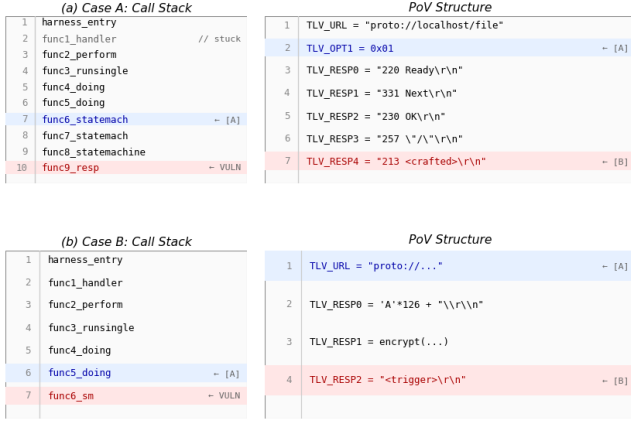 (a) Case A: Call Stack
1 harness_entry
2 func1_handler // stuck
3 func2_perform
4 func3_runsingle
5 func4_doing
6 func5_doing
7 func6_statemach ← [A]
8 func7_statemach
9 func8_statemachine
10 func9_resp ← VULN
PoV Structure
1 TLV_URL = "proto://localhost/file"
2 TLV_OPT1 = 0x01 ← [A]
3 TLV_RESP0 = "220 Ready\r\n"
4 TLV_RESP1 = "331 Next\r\n"
5 TLV_RESP2 = "230 OK\r\n"
6 TLV_RESP3 = "257 \"/\"\r\n"
7 TLV_RESP4 = "213 <crafted>\r\n" ← [B]
(b) Case B: Call Stack
1 harness_entry
2 func1_handler
3 func2_perform
4 func3_runsingle
5 func4_doing
6 func5_doing ← [A]
7 func6_sm ← VULN
PoV Structure
1 TLV_URL = "proto://..." ← [A]
2 TLV_RESP0 = 'A'*126 + "\\r\\n"
3 TLV_RESP1 = encrypt(...)
4 TLV_RESP2 = "<trigger>\r\n" ← [B]